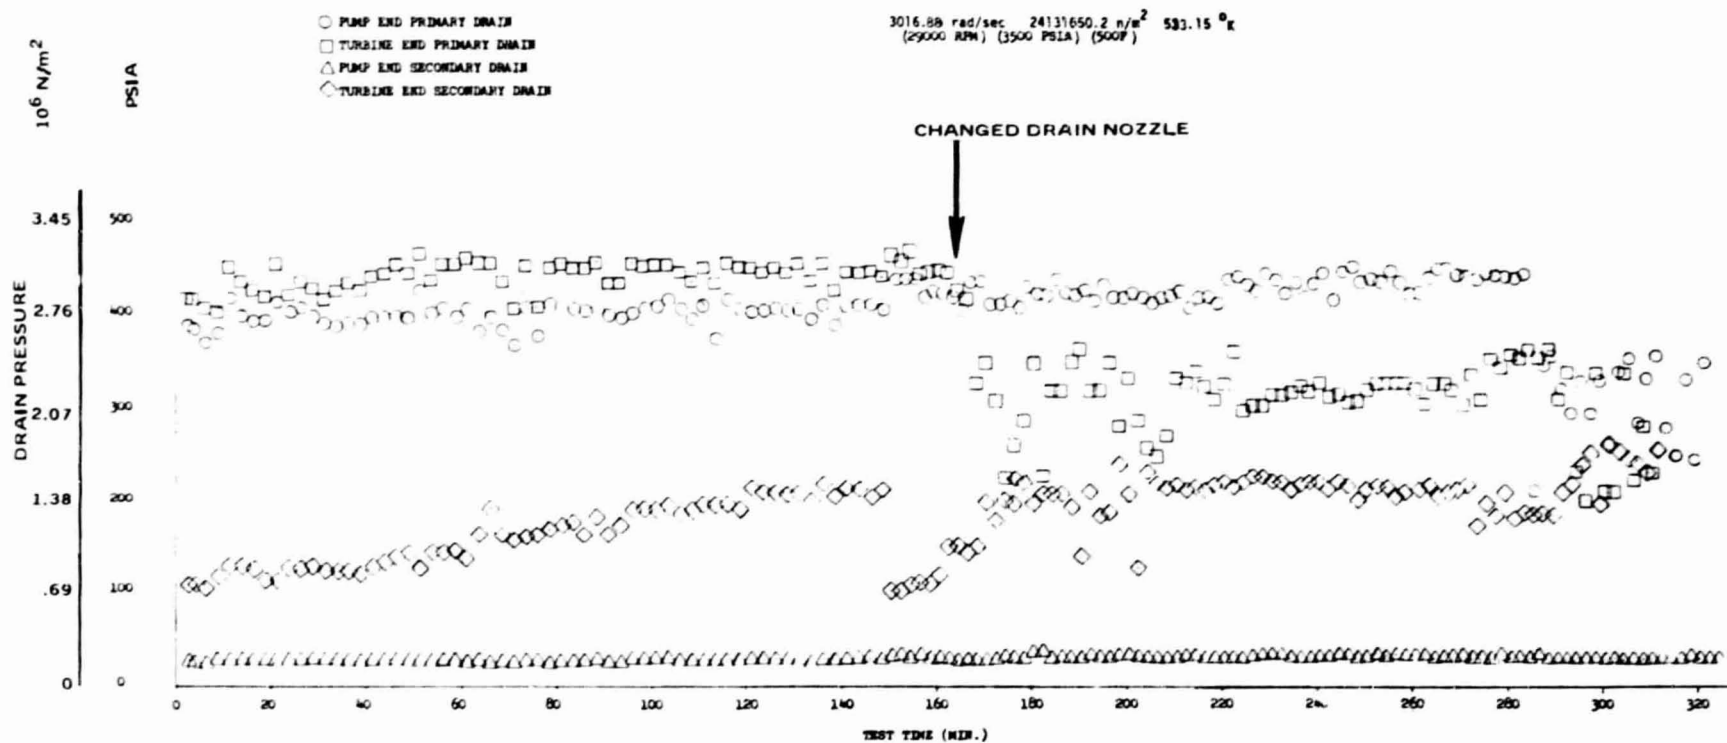 PUMP END PRIMARY DRAIN
TURBINE END PRIMARY DRAIN
PUMP END SECONDARY DRAIN
TURBINE END SECONDARY DRAIN
3016.88 rad/sec 24131650.2 n/m² 533.15 °K
(29000 RPM) (3500 PSIA) (500F)
10⁶ N/m²
PSIA
CHANGED DRAIN NOZZLE
DRAIN PRESSURE
3.45 500
2.76 400
2.07 300
1.38 200
.69 100
0 0
0 20 40 60 80 100 120 140 160 180 200 220 260 280 300 320
TEST TIME (MIN.)